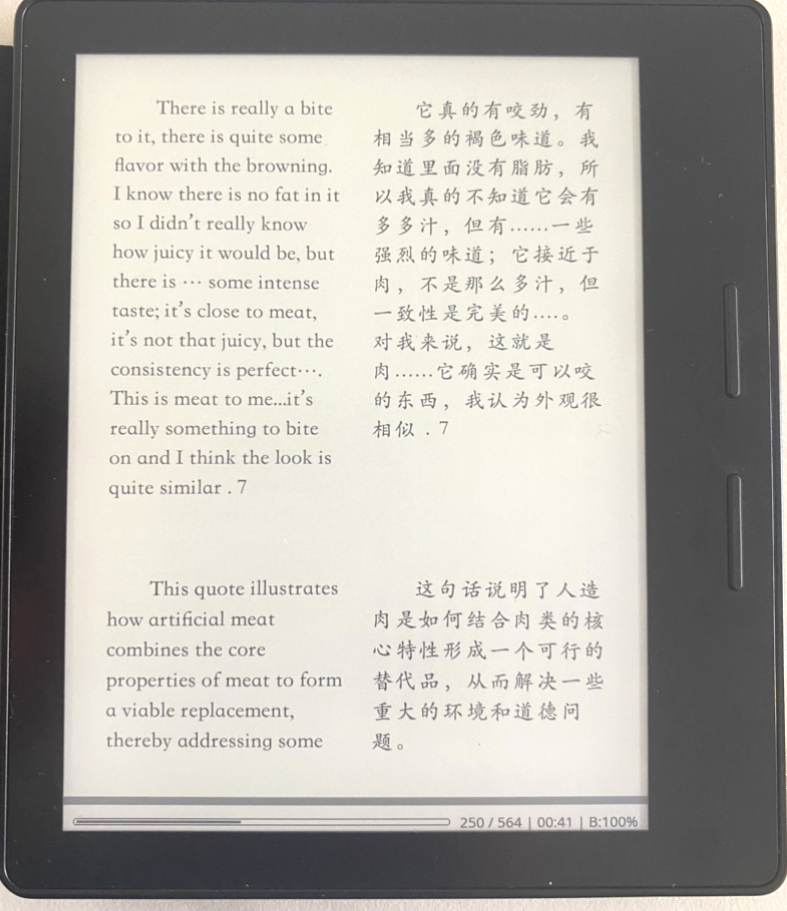 There is really a bite
to it, there is quite some
flavor with the browning.
I know there is no fat in it
so I didn't really know
how juicy it would be, but
there is ··· some intense
taste; it's close to meat,
it's not that juicy, but the
consistency is perfect···.
This is meat to me...it's
really something to bite
on and I think the look is
quite similar . 7
它真的有咬劲，有
相当多的褐色味道。我
知道里面没有脂肪，所
以我真的不知道它会有
多多汁，但有......一些
强烈的味道；它接近于
肉，不是那么多汁，但
一致性是完美的....。
对我来说，这就是
肉......它确实是可以咬
的东西，我认为外观很
相似 . 7
This quote illustrates
how artificial meat
combines the core
properties of meat to form
a viable replacement,
thereby addressing some
这句话说明了人造
肉是如何结合肉类的核
心特性形成一个可行的
替代品，从而解决一些
重大的环境和道德问
题。
250 / 564 | 00:41 | B:100%